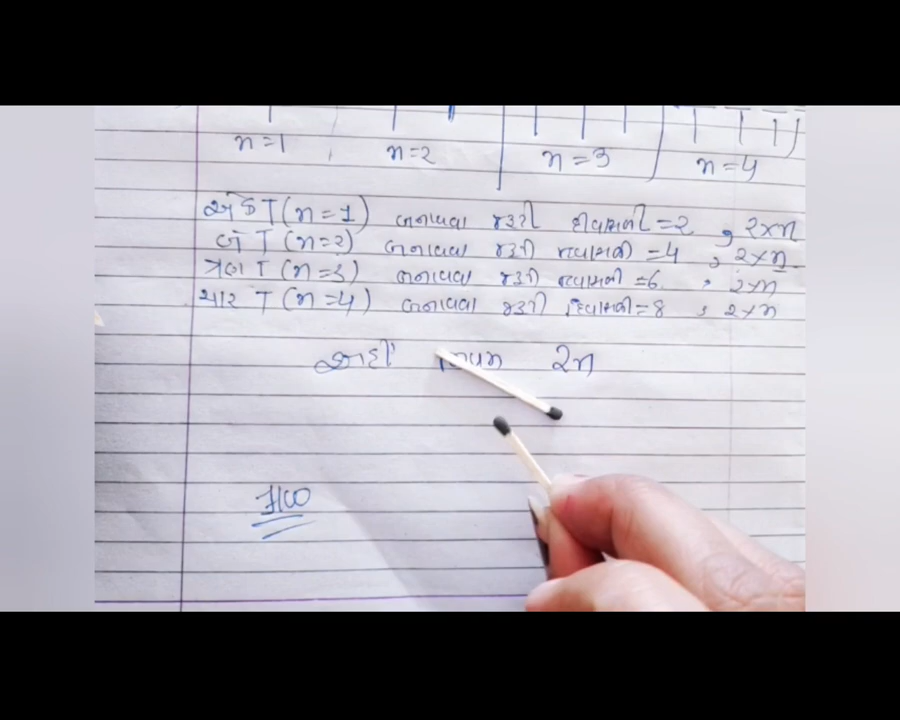 n=1 n=2 n=3 n=4
એક T (n=1) બનાવવા જરૂરી દીવાસળી =2 , 2×n
બે T (n=2) બનાવવા જરૂરી દીવાસળી =4 , 2×n
ત્રણ T (n=3) બનાવવા જરૂરી દીવાસળી =6 , 2×n
ચાર T (n=4) બનાવવા જરૂરી દીવાસળી =8 , 2×n
અહીં નિયમ 2n